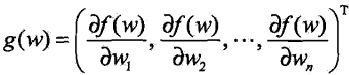 g(w) = (∂f(w)/∂w₁, ∂f(w)/∂w₂, ⋯, ∂f(w)/∂wₙ)ᵀ